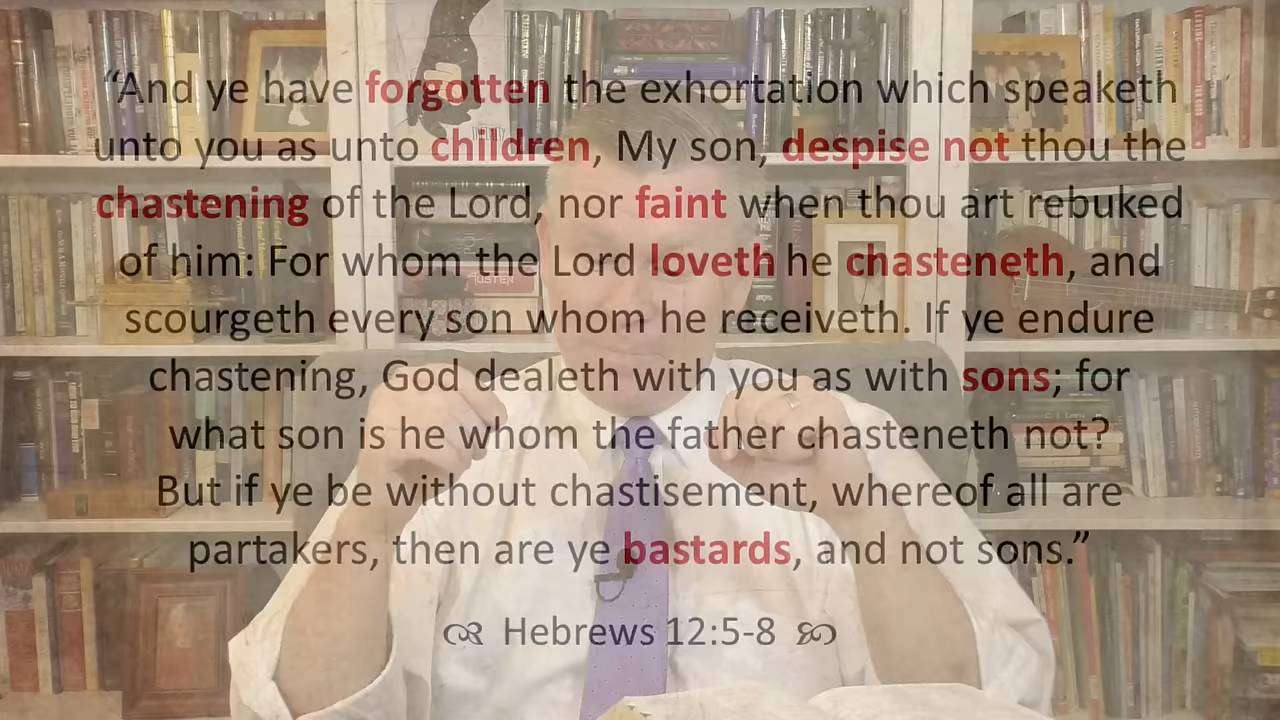 “And ye have forgotten the exhortation which speaketh
unto you as unto children, My son, despise not thou the
chastening of the Lord, nor faint when thou art rebuked
of him: For whom the Lord loveth he chasteneth, and
scourgeth every son whom he receiveth. If ye endure
chastening, God dealeth with you as with sons; for
what son is he whom the father chasteneth not?
But if ye be without chastisement, whereof all are
partakers, then are ye bastards, and not sons.”
Hebrews 12:5-8